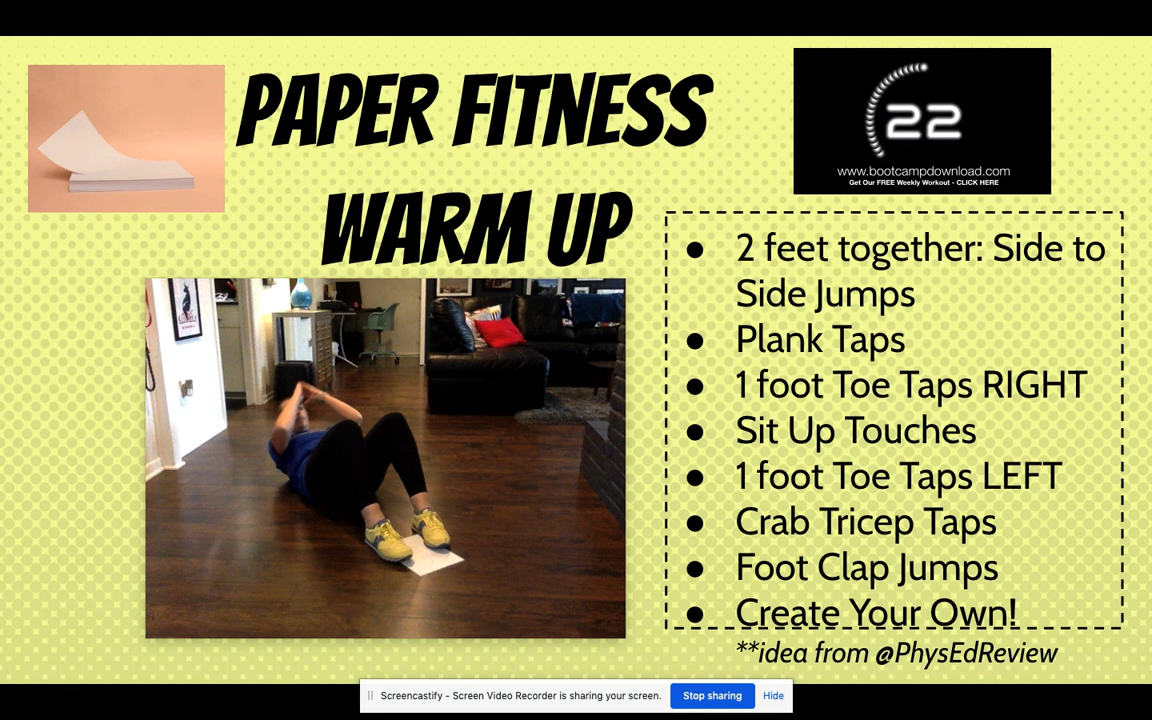 PAPER FITNESS
WARM UP
22
www.bootcampdownload.com
Get Our FREE Weekly Workout - CLICK HERE
● 2 feet together: Side to
Side Jumps
● Plank Taps
● 1 foot Toe Taps RIGHT
● Sit Up Touches
● 1 foot Toe Taps LEFT
● Crab Tricep Taps
● Foot Clap Jumps
● Create Your Own!
**idea from @PhysEdReview
Screencastify - Screen Video Recorder is sharing your screen.
Stop sharing
Hide